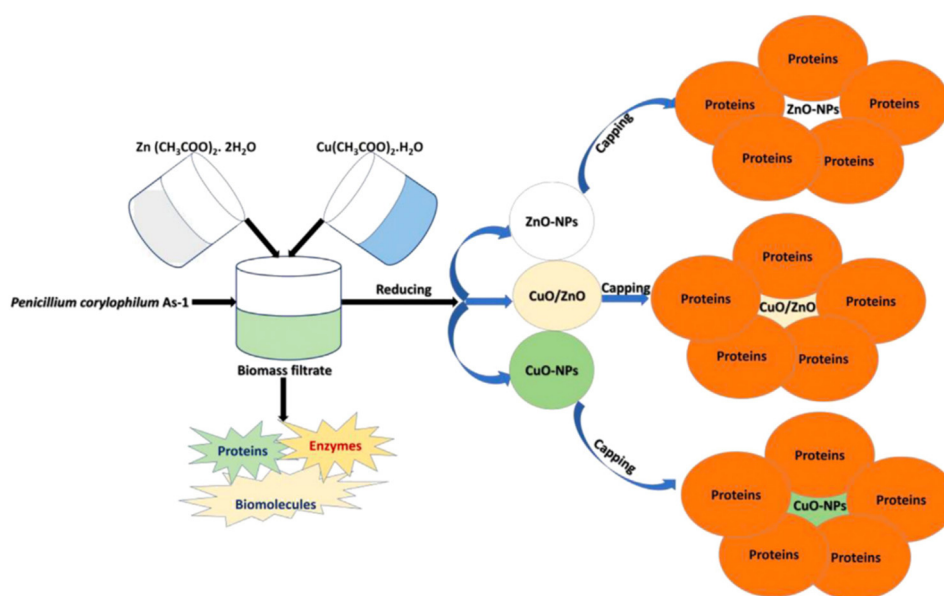 Zn (CH₃COO)₂. 2H₂O
Cu(CH₃COO)₂.H₂O
Penicillium corylophilum As-1
Biomass filtrate
Proteins
Enzymes
Biomolecules
Reducing
ZnO-NPs
CuO/ZnO
CuO-NPs
Capping
Proteins
Proteins
Proteins
ZnO-NPs
Proteins
Proteins
Capping
Proteins
Proteins
Proteins
CuO/ZnO
Proteins
Proteins
Capping
Proteins
Proteins
Proteins
CuO-NPs
Proteins
Proteins